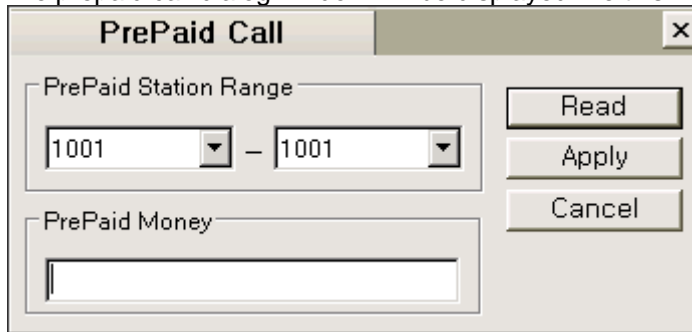 PrePaid Call
PrePaid Station Range
1001 – 1001
Read
Apply
Cancel
PrePaid Money